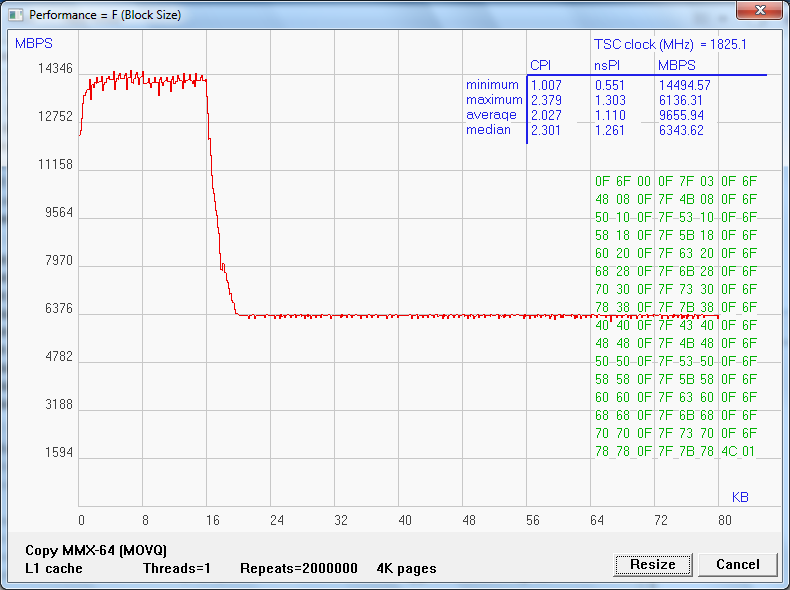 Performance = F (Block Size)
MBPS
TSC clock (MHz) = 1825.1
CPI nsPI MBPS
minimum 1.007 0.551 14494.57
maximum 2.379 1.303 6136.31
average 2.027 1.110 9655.94
median 2.301 1.261 6343.62
14346
12752
11158
9564
7970
6376
4782
3188
1594
0F 6F 00 0F 7F 03 0F 6F
48 08 0F 7F 4B 08 0F 6F
50 10 0F 7F 53 10 0F 6F
58 18 0F 7F 5B 18 0F 6F
60 20 0F 7F 63 20 0F 6F
68 28 0F 7F 6B 28 0F 6F
70 30 0F 7F 73 30 0F 6F
78 38 0F 7F 7B 38 0F 6F
40 40 0F 7F 43 40 0F 6F
48 48 0F 7F 4B 48 0F 6F
50 50 0F 7F 53 50 0F 6F
58 58 0F 7F 5B 58 0F 6F
60 60 0F 7F 63 60 0F 6F
68 68 0F 7F 6B 68 0F 6F
70 70 0F 7F 73 70 0F 6F
78 78 0F 7F 7B 78 4C 01
KB
0 8 16 24 32 40 48 56 64 72 80
Copy MMX-64 (MOVQ)
L1 cache Threads=1 Repeats=2000000 4K pages
Resize Cancel